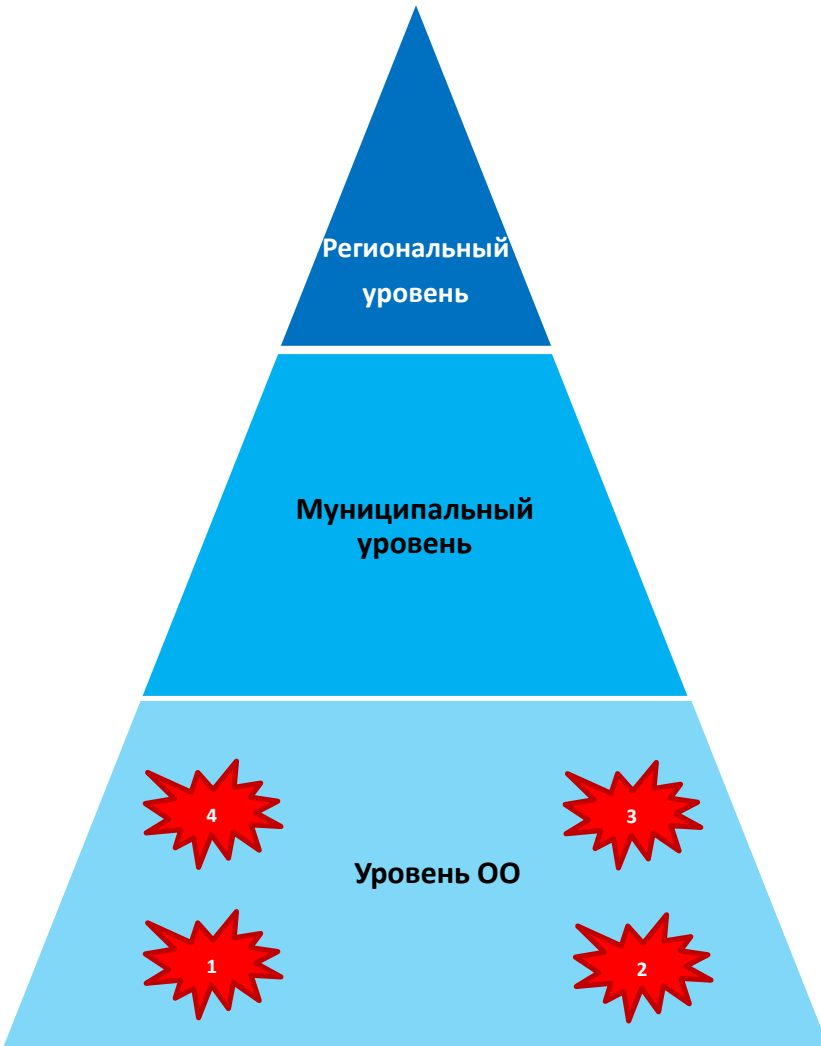 Региональный
уровень
Муниципальный
уровень
4
3
Уровень ОО
1
2